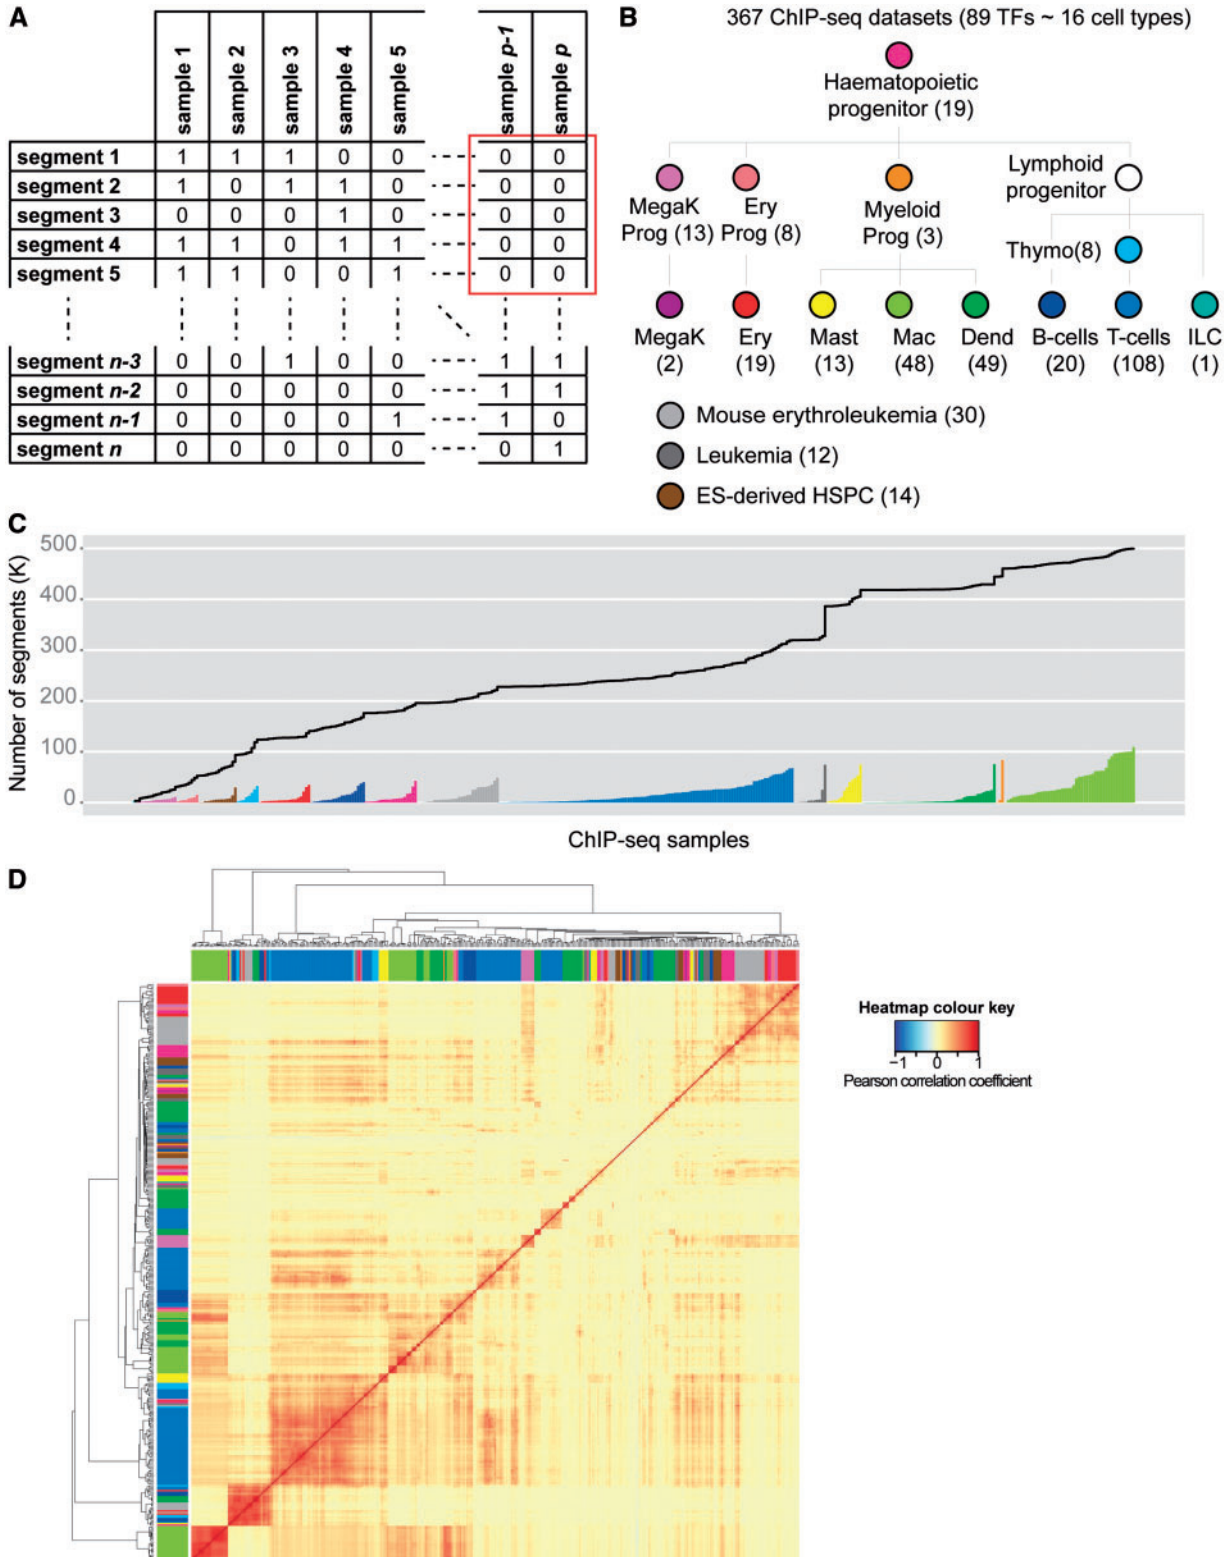 A
sample 1 sample 2 sample 3 sample 4 sample 5 sample p-1 sample p
segment 1 1 1 1 0 0 0 0
segment 2 1 0 1 1 0 0 0
segment 3 0 0 0 1 0 0 0
segment 4 1 1 0 1 1 0 0
segment 5 1 1 0 0 1 0 0
segment n-3 0 0 1 0 0 1 1
segment n-2 0 0 0 0 0 1 1
segment n-1 0 0 0 0 1 1 0
segment n 0 0 0 0 0 0 1
B
367 ChIP-seq datasets (89 TFs ~ 16 cell types)
Haematopoietic
progenitor (19)
MegaK
Prog (13)
Ery
Prog (8)
Myeloid
Prog (3)
Lymphoid
progenitor
Thymo(8)
MegaK
(2)
Ery
(19)
Mast
(13)
Mac
(48)
Dend
(49)
B-cells
(20)
T-cells
(108)
ILC
(1)
Mouse erythroleukemia (30)
Leukemia (12)
ES-derived HSPC (14)
C
Number of segments (K)
500
400
300
200
100
0
ChIP-seq samples
D
Heatmap colour key
−1 0 1
Pearson correlation coefficient